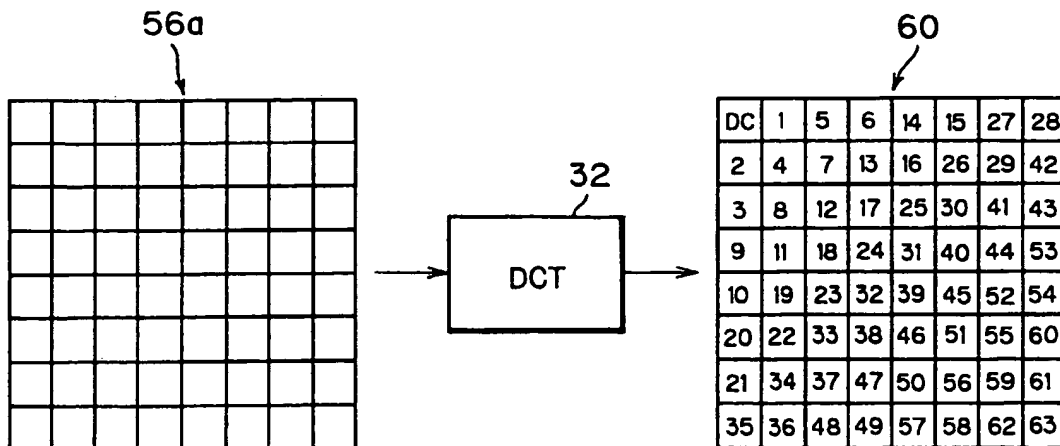 56a
60
32
DCT
DC 1 5 6 14 15 27 28
2 4 7 13 16 26 29 42
3 8 12 17 25 30 41 43
9 11 18 24 31 40 44 53
10 19 23 32 39 45 52 54
20 22 33 38 46 51 55 60
21 34 37 47 50 56 59 61
35 36 48 49 57 58 62 63